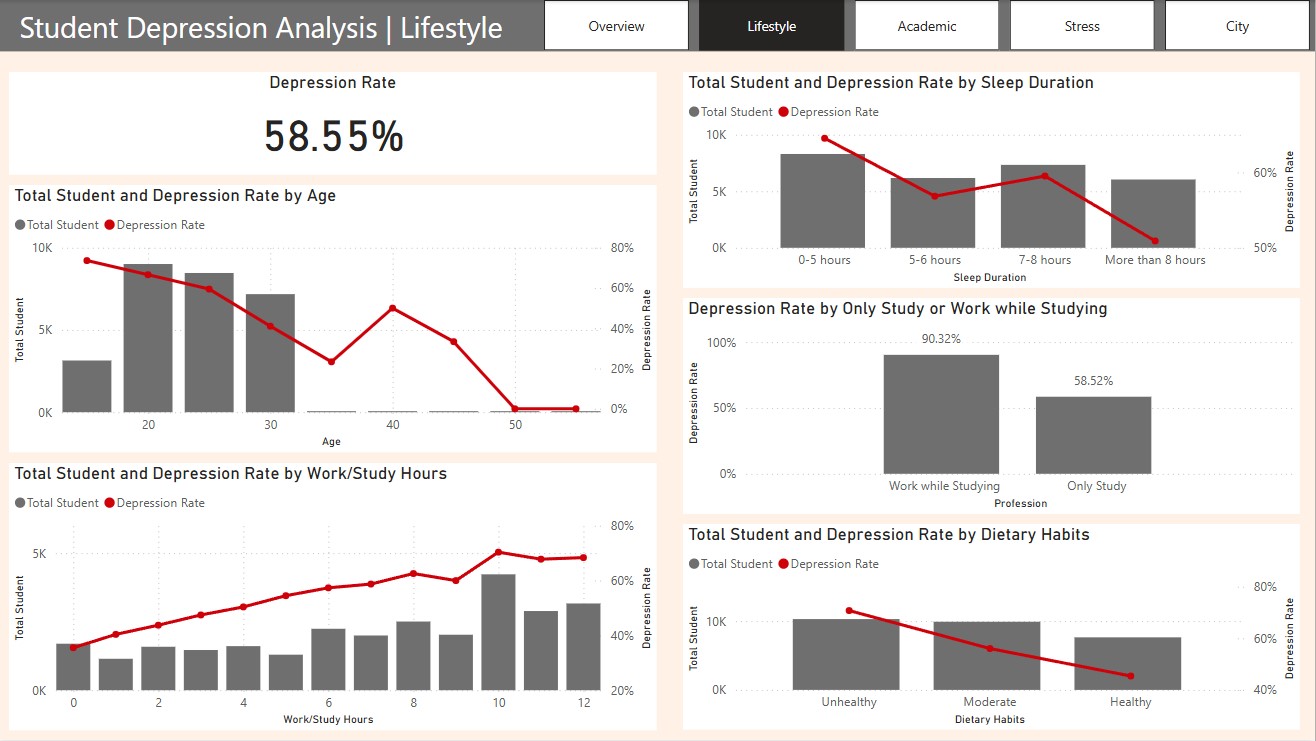 Student Depression Analysis | Lifestyle
Overview
Lifestyle
Academic
Stress
City
Depression Rate
58.55%
Total Student and Depression Rate by Age
Total Student
Depression Rate
10K
5K
0K
Total Student
80%
60%
40%
20%
0%
Depression Rate
20
30
40
50
Age
Total Student and Depression Rate by Work/Study Hours
Total Student
Depression Rate
5K
0K
Total Student
80%
60%
40%
20%
Depression Rate
0
2
4
6
8
10
12
Work/Study Hours
Total Student and Depression Rate by Sleep Duration
Total Student
Depression Rate
10K
5K
0K
Total Student
60%
50%
Depression Rate
0-5 hours
5-6 hours
7-8 hours
More than 8 hours
Sleep Duration
Depression Rate by Only Study or Work while Studying
100%
50%
0%
Depression Rate
90.32%
58.52%
Work while Studying
Only Study
Profession
Total Student and Depression Rate by Dietary Habits
Total Student
Depression Rate
10K
0K
Total Student
80%
60%
40%
Depression Rate
Unhealthy
Moderate
Healthy
Dietary Habits